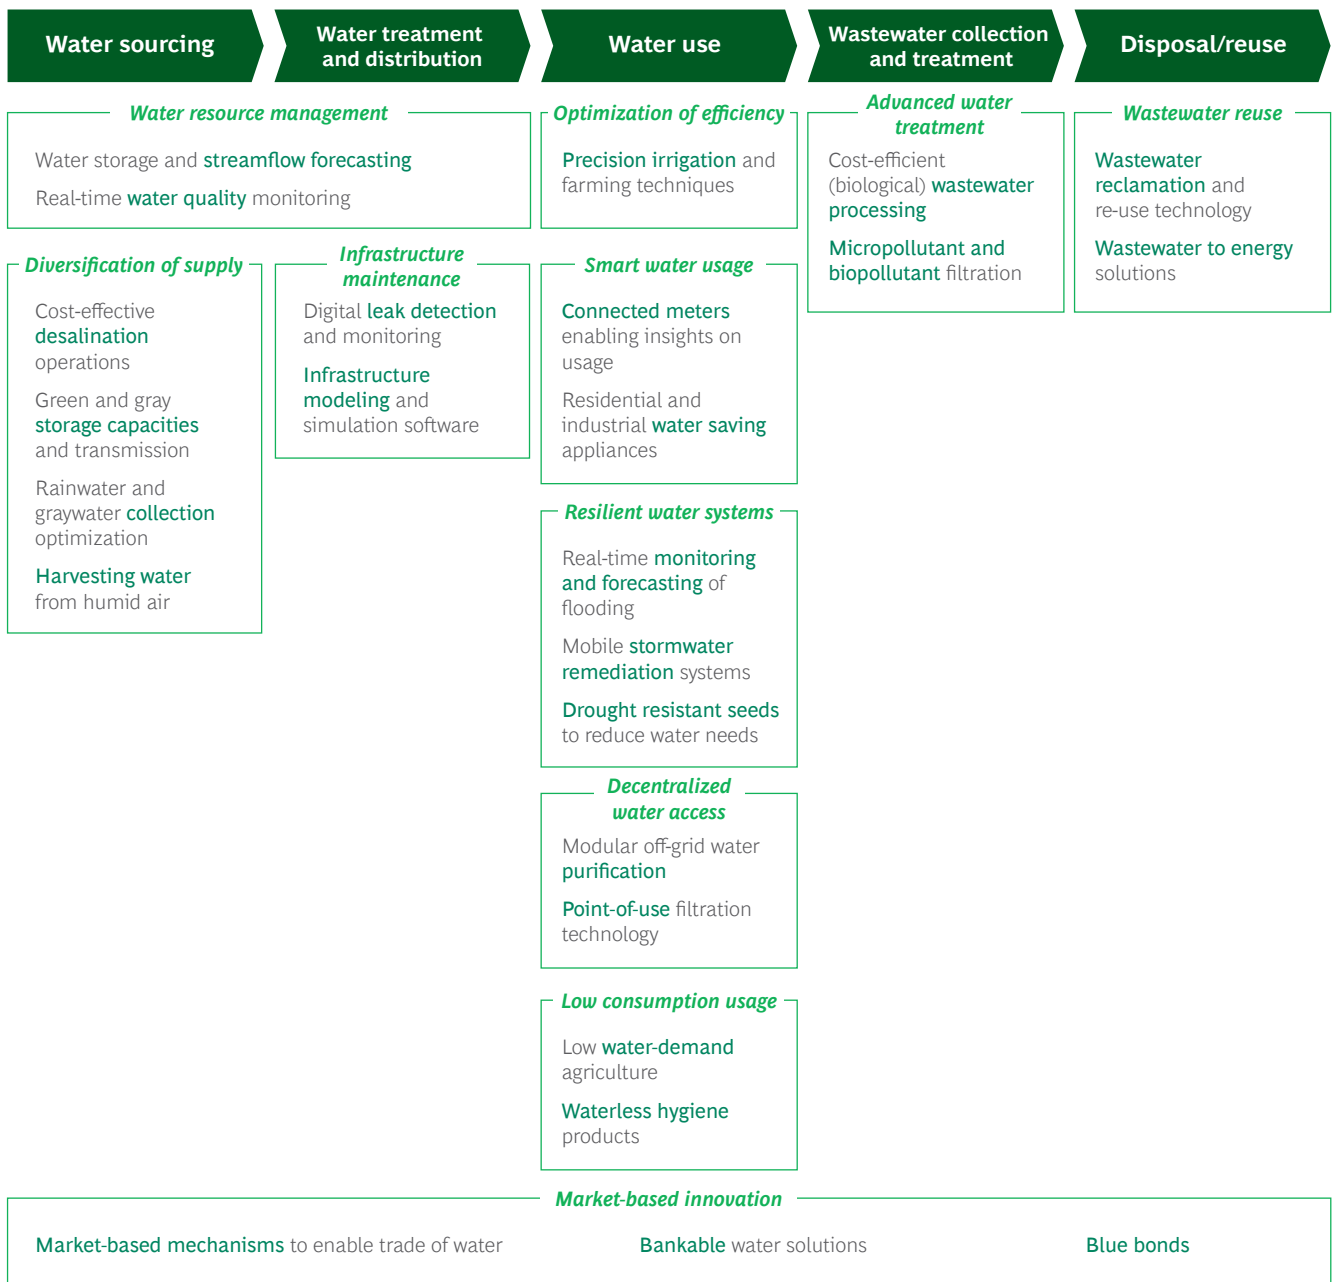 Water sourcing
Water treatment
and distribution
Water use
Wastewater collection
and treatment
Disposal/reuse
Water resource management
Water storage and streamflow forecasting
Real-time water quality monitoring
Diversification of supply
Cost-effective
desalination
operations
Green and gray
storage capacities
and transmission
Rainwater and
graywater collection
optimization
Harvesting water
from humid air
Infrastructure
maintenance
Digital leak detection
and monitoring
Infrastructure
modeling and
simulation software
Optimization of efficiency
Precision irrigation and
farming techniques
Smart water usage
Connected meters
enabling insights on
usage
Residential and
industrial water saving
appliances
Resilient water systems
Real-time monitoring
and forecasting of
flooding
Mobile stormwater
remediation systems
Drought resistant seeds
to reduce water needs
Decentralized
water access
Modular off-grid water
purification
Point-of-use filtration
technology
Low consumption usage
Low water-demand
agriculture
Waterless hygiene
products
Advanced water
treatment
Cost-efficient
(biological) wastewater
processing
Micropollutant and
biopollutant filtration
Wastewater reuse
Wastewater
reclamation and
re-use technology
Wastewater to energy
solutions
Market-based innovation
Market-based mechanisms to enable trade of water
Bankable water solutions
Blue bonds